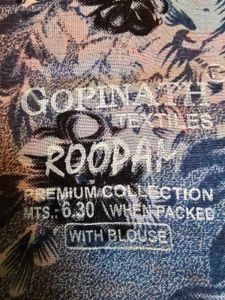 GOPINATH
TEXTILES
ROOPAM
PREMIUM COLLECTION
MTS.: 6.30 WHEN PACKED
WITH BLOUSE